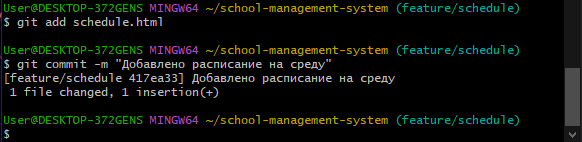 User@DESKTOP-372GENS MINGW64 ~/school-management-system (feature/schedule)
$ git add schedule.html
User@DESKTOP-372GENS MINGW64 ~/school-management-system (feature/schedule)
$ git commit -m "Добавлено расписание на среду"
[feature/schedule 417ea33] Добавлено расписание на среду
 1 file changed, 1 insertion(+)
User@DESKTOP-372GENS MINGW64 ~/school-management-system (feature/schedule)
$